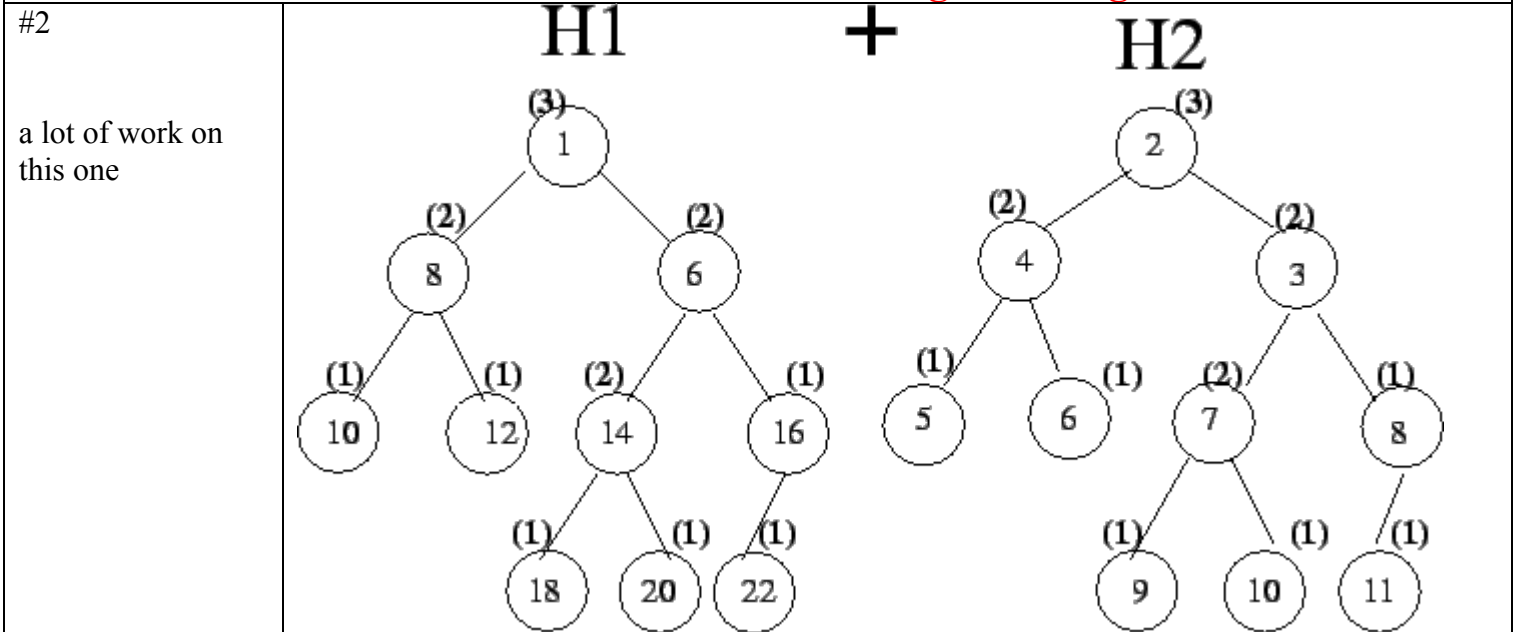 #2
a lot of work on
this one
H1 + H2
(3) (3)
1 2
(2) (2) (2) (2)
8 6 4 3
(1) (1) (2) (1) (1) (1) (2) (1)
10 12 14 16 5 6 7 8
(1) (1) (1) (1) (1) (1)
18 20 22 9 10 11